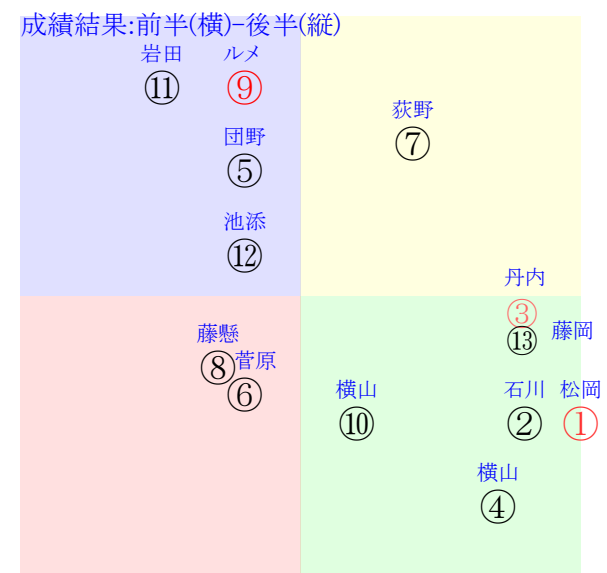 成績結果:前半(横)-後半(縦)
岩田 ルメ
⑪ ⑨
荻野
⑦
団野
⑤
池添
⑫
丹内
③
⑬ 藤岡
藤懸
⑧ 菅原
⑥
横山 石川 松岡
⑩ ② ①
横山
④